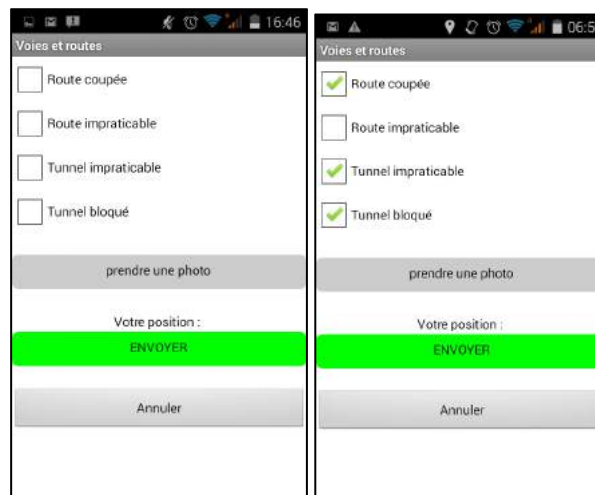 16:46
Voies et routes
Route coupée
Route impraticable
Tunnel impraticable
Tunnel bloqué
prendre une photo
Votre position :
ENVOYER
Annuler
Voies et routes
Route coupée
Route impraticable
Tunnel impraticable
Tunnel bloqué
prendre une photo
Votre position :
ENVOYER
Annuler